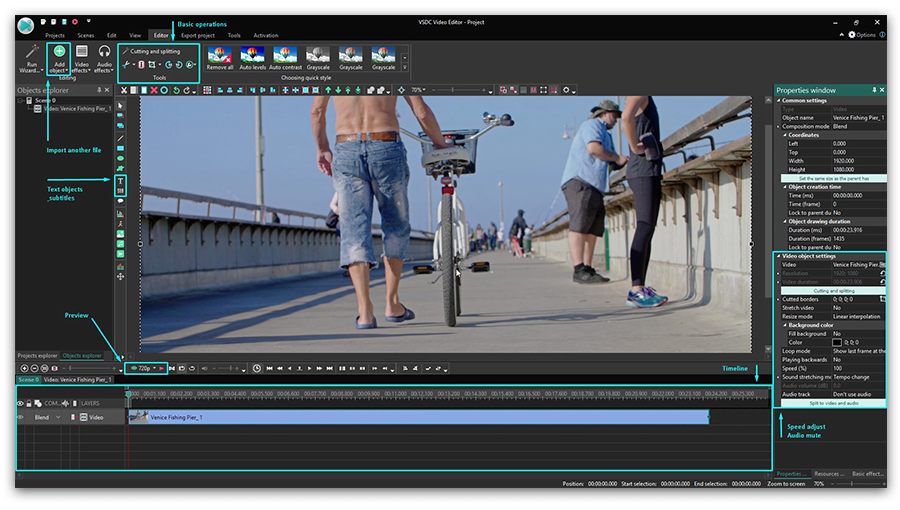 VSDC Video Editor - Project
Projects Scenes Edit View Editor Export project Tools Activation
Options
Basic operations
Run Wizard...
Add object
Video effects
Audio effects
Editing
Cutting and splitting
Tools
Remove all
Auto levels
Auto contrast
Grayscale
Grayscale
Grayscale
Choosing quick style
Objects explorer
Scene 0
Video: Venice Fishing Pier_ 1
70%
Import another file
Text objects
_subtitles
Preview
Projects explorer Objects explorer
720p
Timeline
Scene 0 Video: Venice Fishing Pier_ 1
COM... LAYERS
Blend Video
Venice Fishing Pier_ 1
Properties window
Common settings
Type Video
Object name Venice Fishing Pier_ 1
Composition mode Blend
Coordinates
Left 0.000
Top 0.000
Width 1920.000
Height 1080.000
Set the same size as the parent has
Object creation time
Time (ms) 00:00:00.000
Time (frame) 0
Lock to parent du No
Object drawing duration
Duration (ms) 00:00:23.916
Duration (frames) 1435
Lock to parent du No
Video object settings
Video Venice Fishing Pier_
Resolution 1920; 1080
Video duration 00:00:23.906
Cutting and splitting
Cutted borders 0; 0; 0; 0
Stretch video No
Resize mode Linear interpolation
Background color
Fill background No
Color 0; 0; 0
Loop mode Show last frame at the
Playing backwards No
Speed (%) 100
Sound stretching m Tempo change
Audio volume (dB) 0.0
Audio track Don't use audio
Split to video and audio
Speed adjust
Audio mute
Properties ... Resources ... Basic effect...
Position: 00:00:00.000 Start selection: 00:00:00.000 End selection: 00:00:00.000 Zoom to screen 70%